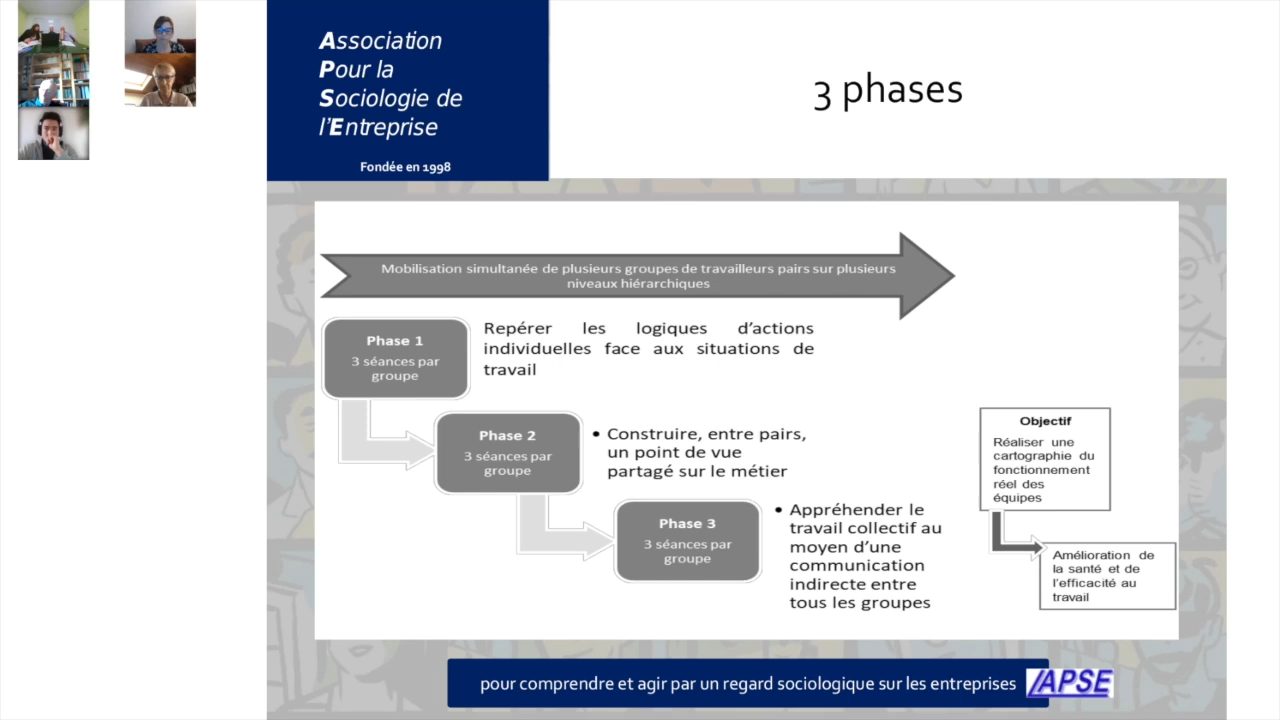 Association
Pour la
Sociologie de
l'Entreprise
Fondée en 1998
3 phases
Mobilisation simultanée de plusieurs groupes de travailleurs pairs sur plusieurs
niveaux hiérarchiques
Phase 1
3 séances par
groupe
Repérer les logiques d'actions
individuelles face aux situations de
travail
Phase 2
3 séances par
groupe
• Construire, entre pairs,
un point de vue
partagé sur le métier
Phase 3
3 séances par
groupe
• Appréhender le
travail collectif au
moyen d'une
communication
indirecte entre
tous les groupes
Objectif
Réaliser une
cartographie du
fonctionnement
réel des
équipes
Amélioration de
la santé et de
l'efficacité au
travail
pour comprendre et agir par un regard sociologique sur les entreprises
APSE